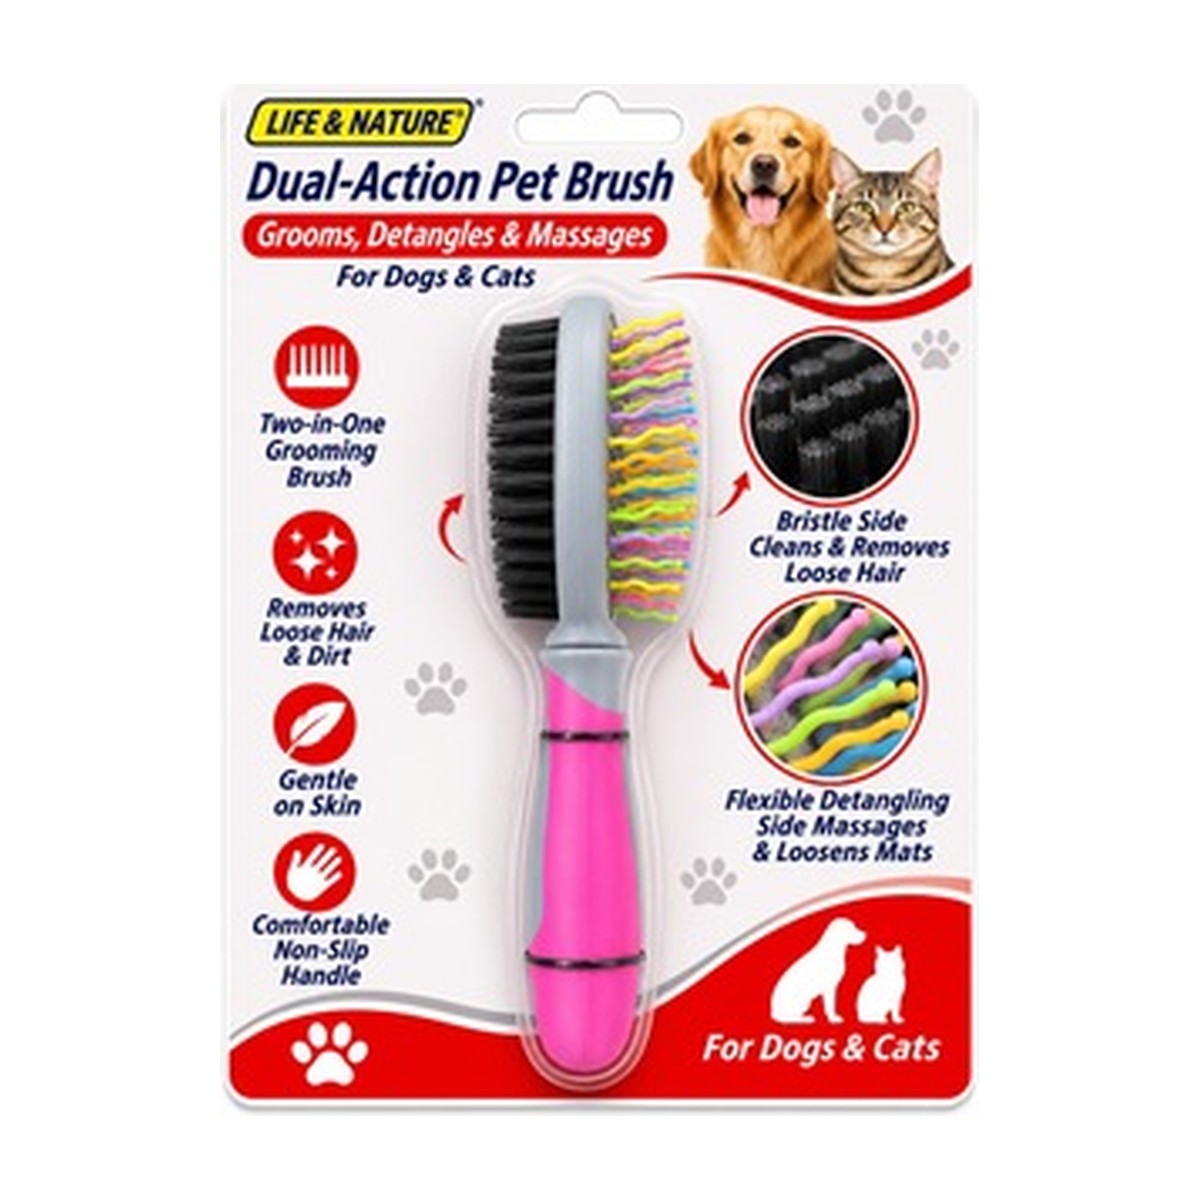 LIFE & NATURE®
Dual-Action Pet Brush
Grooms, Detangles & Massages
For Dogs & Cats
Two-in-One
Grooming
Brush
Removes
Loose Hair
& Dirt
Gentle
on Skin
Comfortable
Non-Slip
Handle
Bristle Side
Cleans & Removes
Loose Hair
Flexible Detangling
Side Massages
& Loosens Mats
For Dogs & Cats